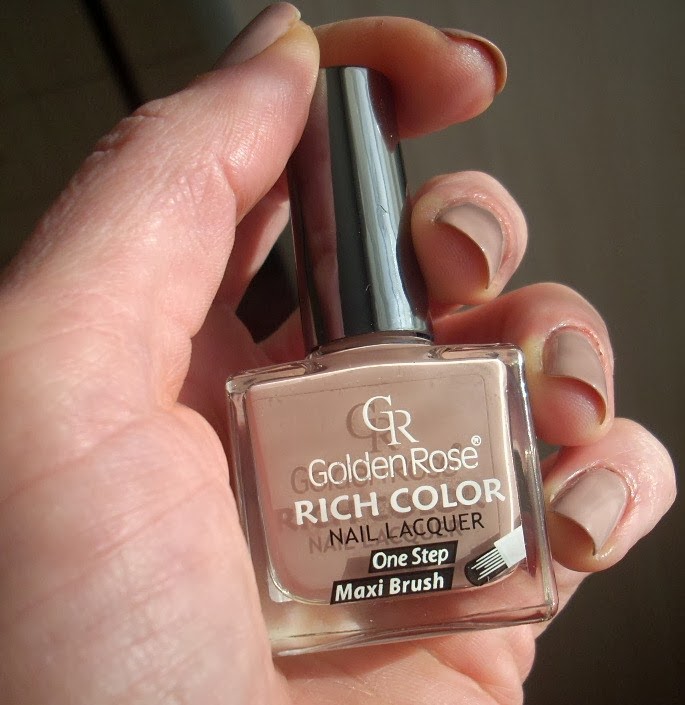 GR
Golden Rose®
RICH COLOR
NAIL LACQUER
One Step
Maxi Brush